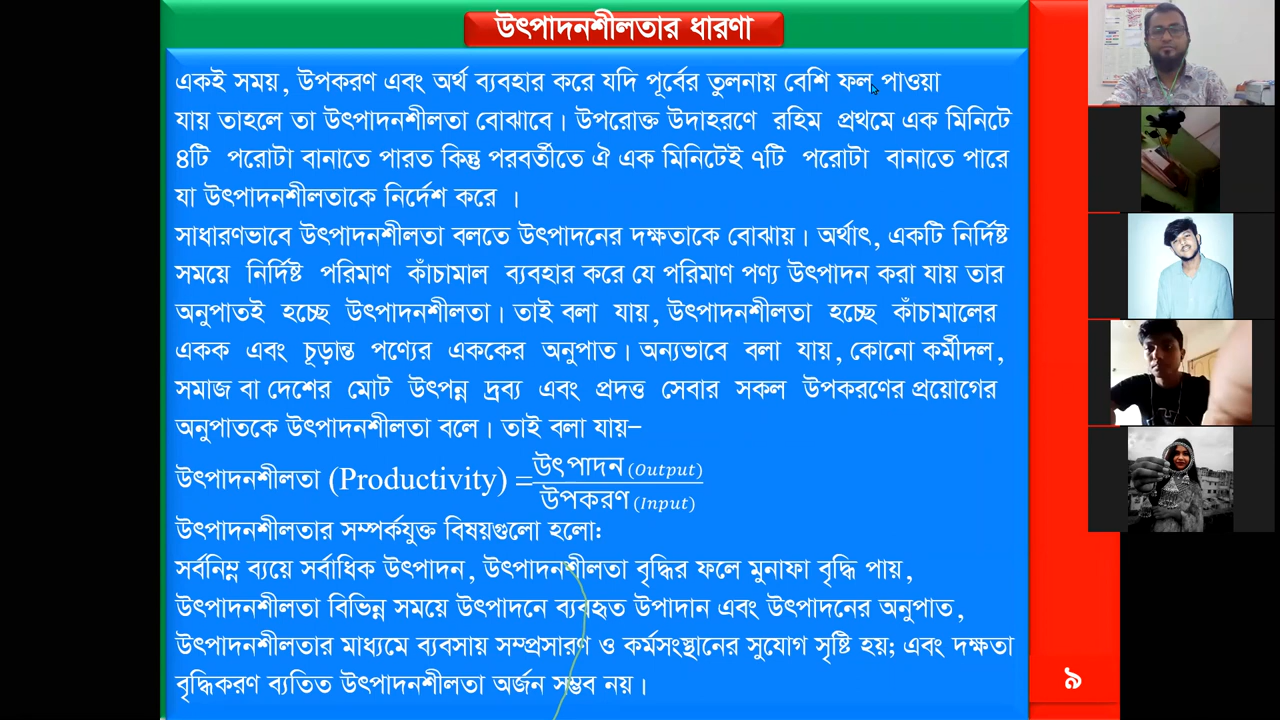 উৎপাদনশীলতার ধারণা
একই সময়, উপকরণ এবং অর্থ ব্যবহার করে যদি পূর্বের তুলনায় বেশি ফল পাওয়া
যায় তাহলে তা উৎপাদনশীলতা বোঝাবে। উপরোক্ত উদাহরণে রহিম প্রথমে এক মিনিটে
৪টি পরোটা বানাতে পারত কিন্তু পরবর্তীতে ঐ এক মিনিটেই ৭টি পরোটা বানাতে পারে
যা উৎপাদনশীলতাকে নির্দেশ করে ।
সাধারণভাবে উৎপাদনশীলতা বলতে উৎপাদনের দক্ষতাকে বোঝায়। অর্থাৎ, একটি নির্দিষ্ট
সময়ে নির্দিষ্ট পরিমাণ কাঁচামাল ব্যবহার করে যে পরিমাণ পণ্য উৎপাদন করা যায় তার
অনুপাতই হচ্ছে উৎপাদনশীলতা। তাই বলা যায়, উৎপাদনশীলতা হচ্ছে কাঁচামালের
একক এবং চূড়ান্ত পণ্যের এককের অনুপাত। অন্যভাবে বলা যায়, কোনো কর্মীদল,
সমাজ বা দেশের মোট উৎপন্ন দ্রব্য এবং প্রদত্ত সেবার সকল উপকরণের প্রয়োগের
অনুপাতকে উৎপাদনশীলতা বলে। তাই বলা যায়–
উৎপাদনশীলতা (Productivity) = উৎপাদন (Output) / উপকরণ (Input)
উৎপাদনশীলতার সম্পর্কযুক্ত বিষয়গুলো হলো:
সর্বনিম্ন ব্যয়ে সর্বাধিক উৎপাদন, উৎপাদনশীলতা বৃদ্ধির ফলে মুনাফা বৃদ্ধি পায়,
উৎপাদনশীলতা বিভিন্ন সময়ে উৎপাদনে ব্যবহৃত উপাদান এবং উৎপাদনের অনুপাত,
উৎপাদনশীলতার মাধ্যমে ব্যবসায় সম্প্রসারণ ও কর্মসংস্থানের সুযোগ সৃষ্টি হয়; এবং দক্ষতা
বৃদ্ধিকরণ ব্যতিত উৎপাদনশীলতা অর্জন সম্ভব নয়।
৯